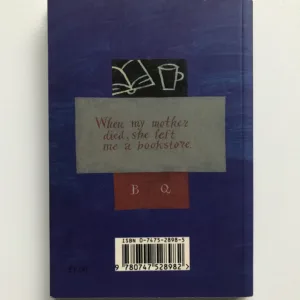 When my mother
died, she left
me a bookstore
B Q
ISBN 0-7475-2898-5
9 780747 528982 >